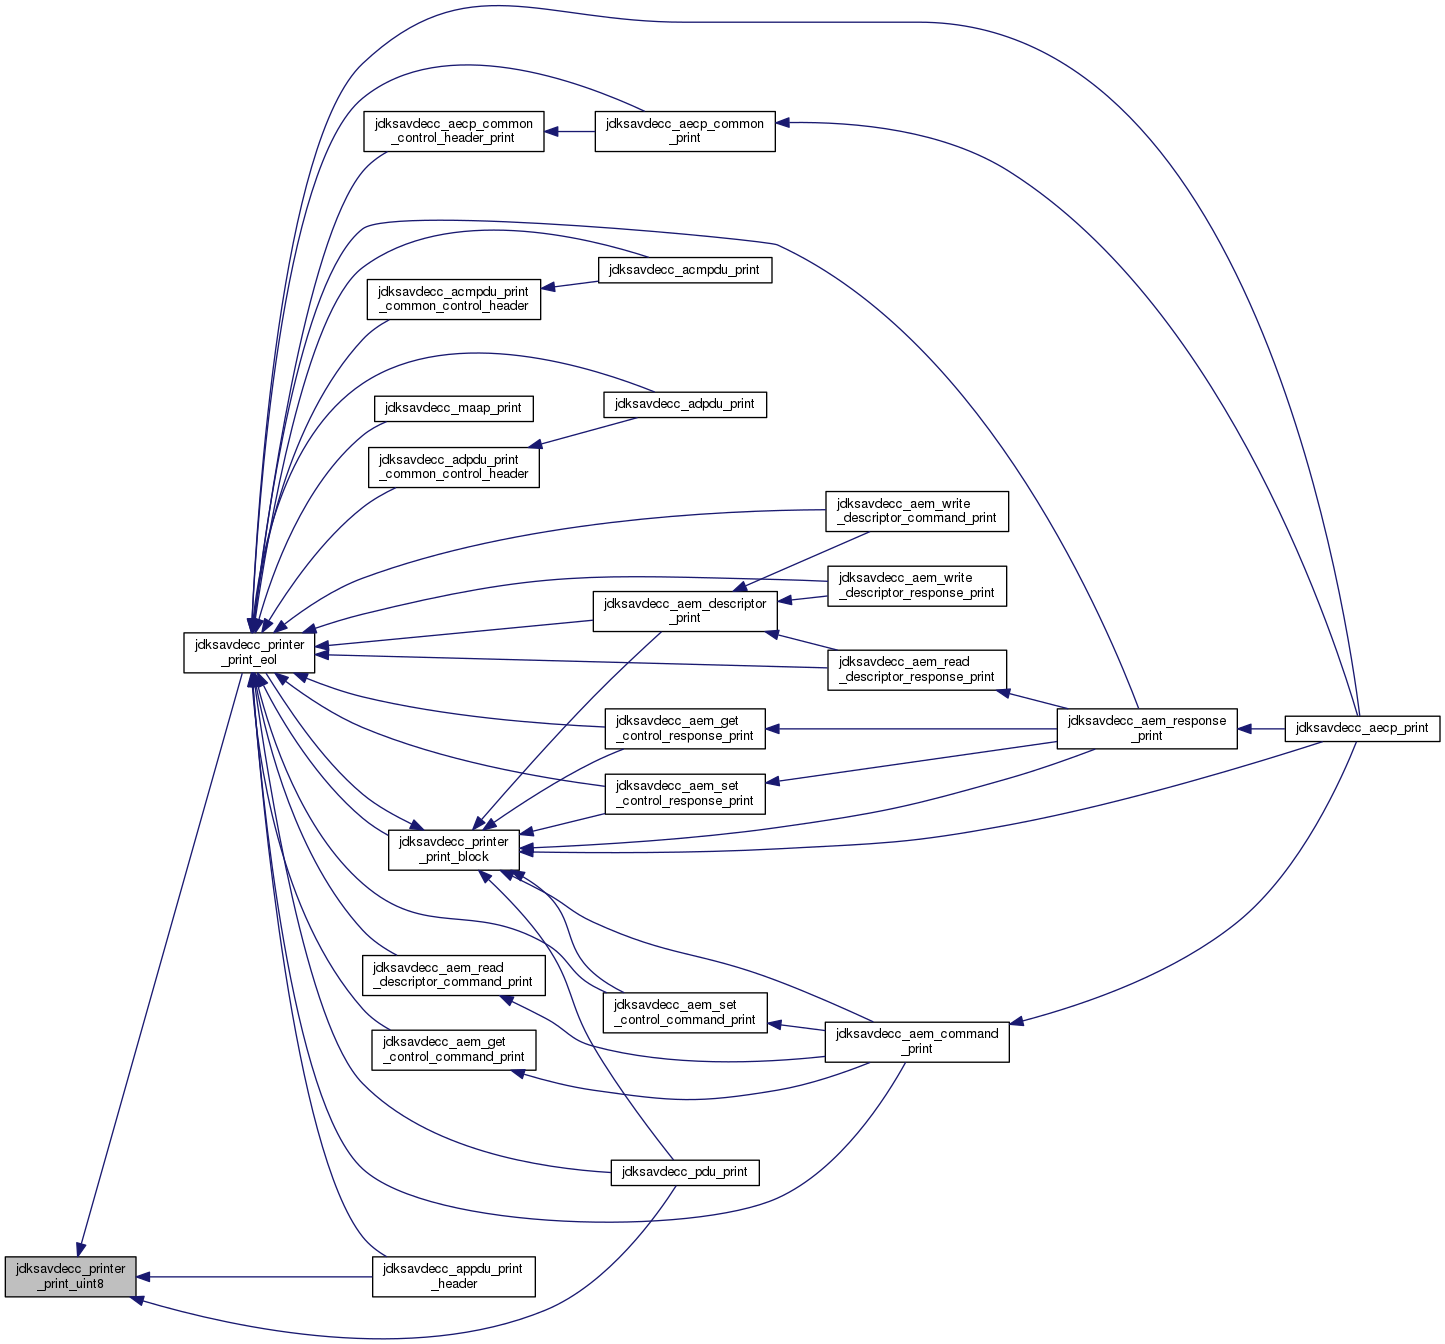 jdksavdecc_aecp_common
_control_header_print
jdksavdecc_aecp_common
_print
jdksavdecc_acmpdu_print
jdksavdecc_acmpdu_print
_common_control_header
jdksavdecc_maap_print
jdksavdecc_adpdu_print
jdksavdecc_adpdu_print
_common_control_header
jdksavdecc_aem_write
_descriptor_command_print
jdksavdecc_aem_write
_descriptor_response_print
jdksavdecc_aem_descriptor
_print
jdksavdecc_printer
_print_eol
jdksavdecc_aem_read
_descriptor_response_print
jdksavdecc_aem_get
_control_response_print
jdksavdecc_aem_response
_print
jdksavdecc_aecp_print
jdksavdecc_aem_set
_control_response_print
jdksavdecc_printer
_print_block
jdksavdecc_aem_read
_descriptor_command_print
jdksavdecc_aem_set
_control_command_print
jdksavdecc_aem_get
_control_command_print
jdksavdecc_aem_command
_print
jdksavdecc_pdu_print
jdksavdecc_printer
_print_uint8
jdksavdecc_appdu_print
_header